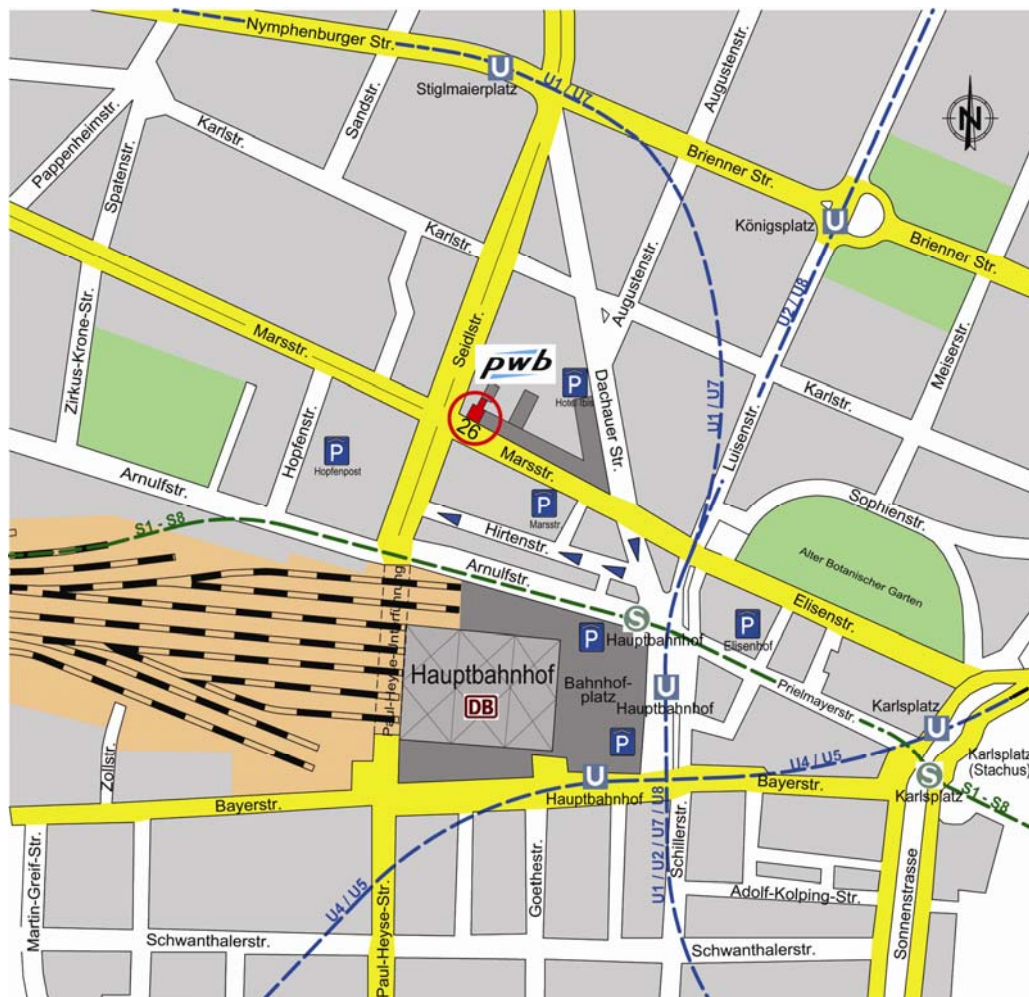 Nymphenburger Str.
U
Stiglmaierplatz
U1 / U7
Augustenstr.
Sandstr.
N
Karlstr.
Pappenheimstr.
Spatenstr.
Brienner Str.
Königsplatz
U
Karlstr.
Augustenstr.
Brienner Str.
U2 / U8
Zirkus-Krone-Str.
Marsstr.
Seidlstr.
pwb
Meiserstr.
P
Hotel Ibis
Dachauer Str.
U1 / U7
Karlstr.
26
Hopfenstr.
P
Hopfenpost
Marsstr.
Luisenstr.
Arnulfstr.
P
Marsstr.
Sophienstr.
S1 - S8
Hirtenstr.
Alter Botanischer Garten
Arnulfstr.
Elisenstr.
Paul-Heyse-Unterführung
S
Hauptbahnhof
P
P
Elisenhof
Hauptbahnhof
DB
Bahnhof-
platz
U
Hauptbahnhof
Prielmayerstr.
Karlsplatz
U
P
Karlsplatz
(Stachus)
Zollstr.
U4 / U5
U
Hauptbahnhof
S
Karlsplatz
S1 - S8
Bayerstr.
Bayerstr.
U1 / U2 / U7 / U8
Schillerstr.
Martin-Greif-Str.
U4 / U5
Goethestr.
Adolf-Kolping-Str.
Sonnenstrasse
Paul-Heyse-Str.
Schwanthalerstr.
Schwanthalerstr.